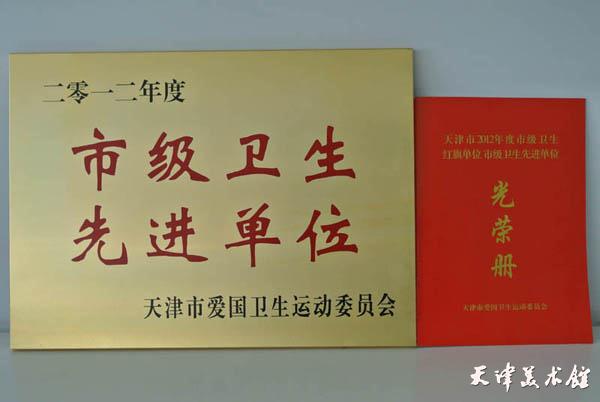 二零一二年度
市级卫生
先进单位
天津市爱国卫生运动委员会
天津市2012年度市级卫生
红旗单位市级卫生先进单位
光荣册
天津市爱国卫生运动委员会
天津美术馆